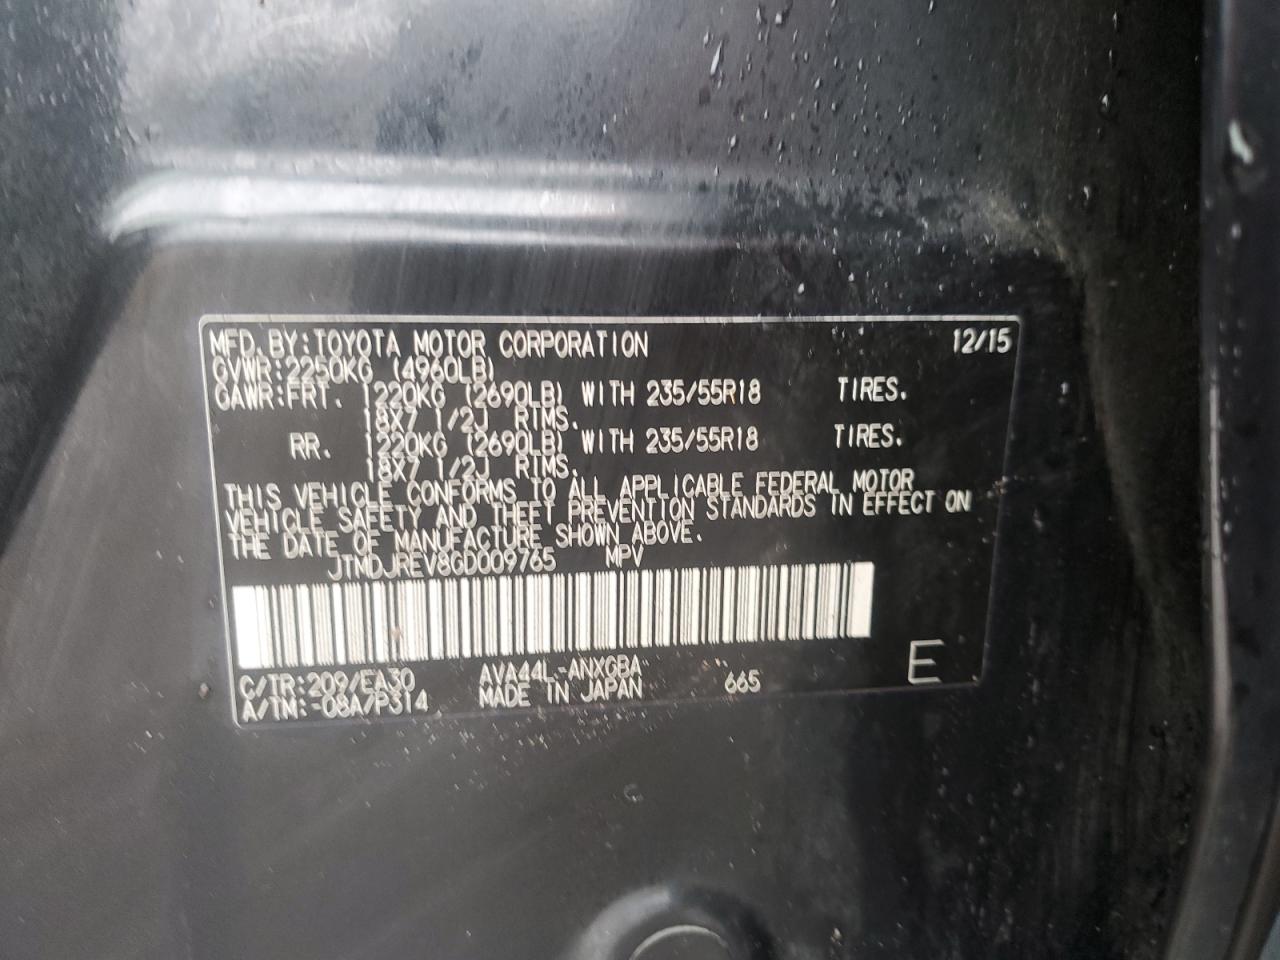 MFD.BY:TOYOTA MOTOR CORPORATION 12/15
GVWR:2250KG (4960LB)
GAWR:FRT. 1220KG (2690LB) WITH 235/55R18 TIRES.
18X7 1/2J RIMS.
RR. 1220KG (2690LB) WITH 235/55R18 TIRES.
18X7 1/2J RIMS.
THIS VEHICLE CONFORMS TO ALL APPLICABLE FEDERAL MOTOR
VEHICLE SAFETY AND THEFT PREVENTION STANDARDS IN EFFECT ON
THE DATE OF MANUFACTURE SHOWN ABOVE.
JTMDJREV8GD009765 MPV
C/TR:209/EA30 AVA44L-ANXGBA
A/TM:-08A/P314 MADE IN JAPAN 665 E